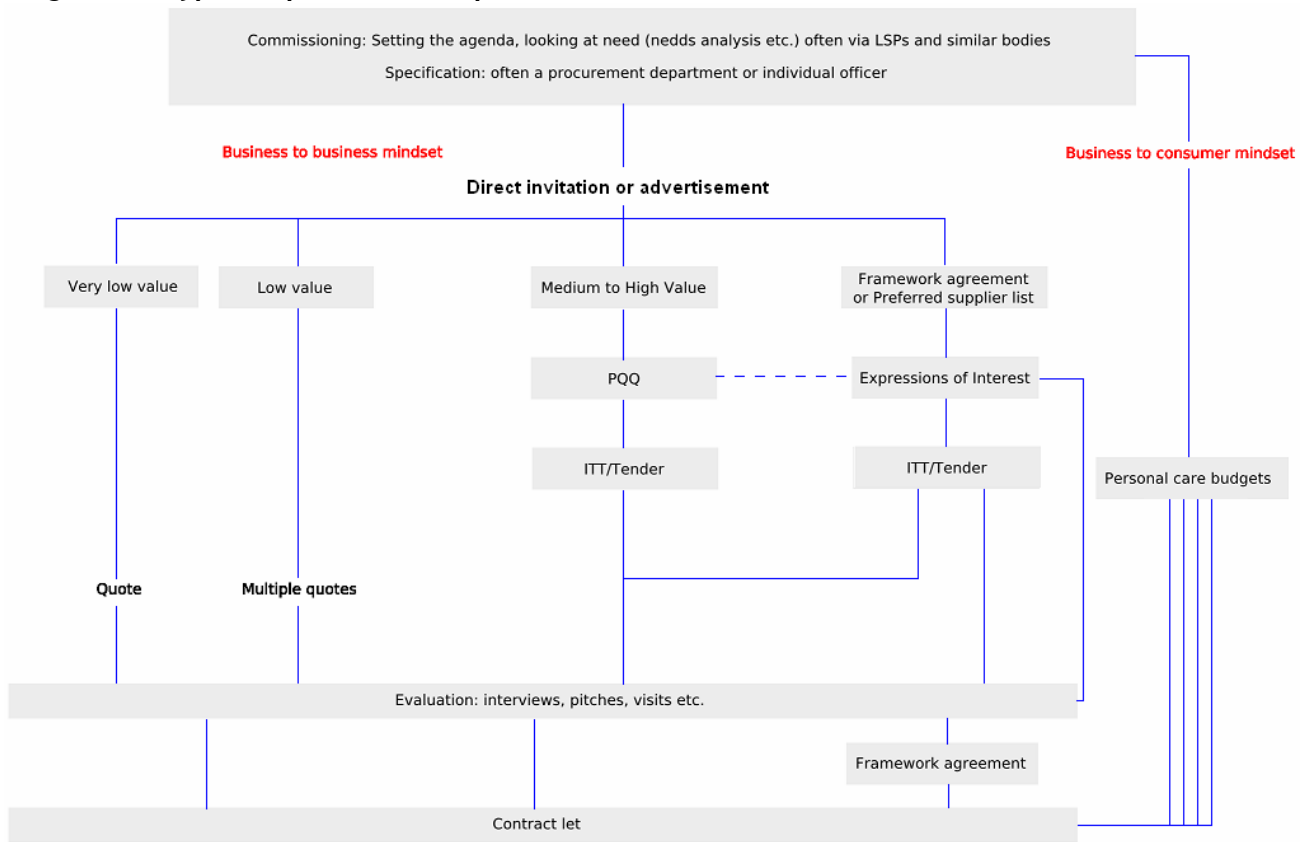 Commissioning: Setting the agenda, looking at need (nedds analysis etc.) often via LSPs and similar bodies
Specification: often a procurement department or individual officer
Business to business mindset
Business to consumer mindset
Direct invitation or advertisement
Very low value
Low value
Medium to High Value
Framework agreement
or Preferred supplier list
PQQ
Expressions of Interest
ITT/Tender
ITT/Tender
Personal care budgets
Quote
Multiple quotes
Evaluation: interviews, pitches, visits etc.
Framework agreement
Contract let